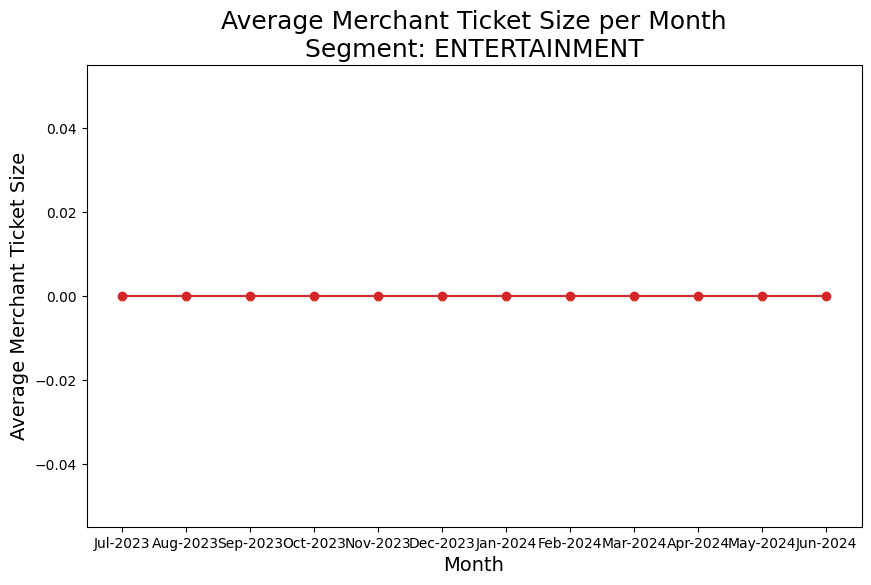 Average Merchant Ticket Size per Month
Segment: ENTERTAINMENT
Average Merchant Ticket Size
0.04
0.02
0.00
−0.02
−0.04
Jul-2023 Aug-2023 Sep-2023 Oct-2023 Nov-2023 Dec-2023 Jan-2024 Feb-2024 Mar-2024 Apr-2024 May-2024 Jun-2024
Month